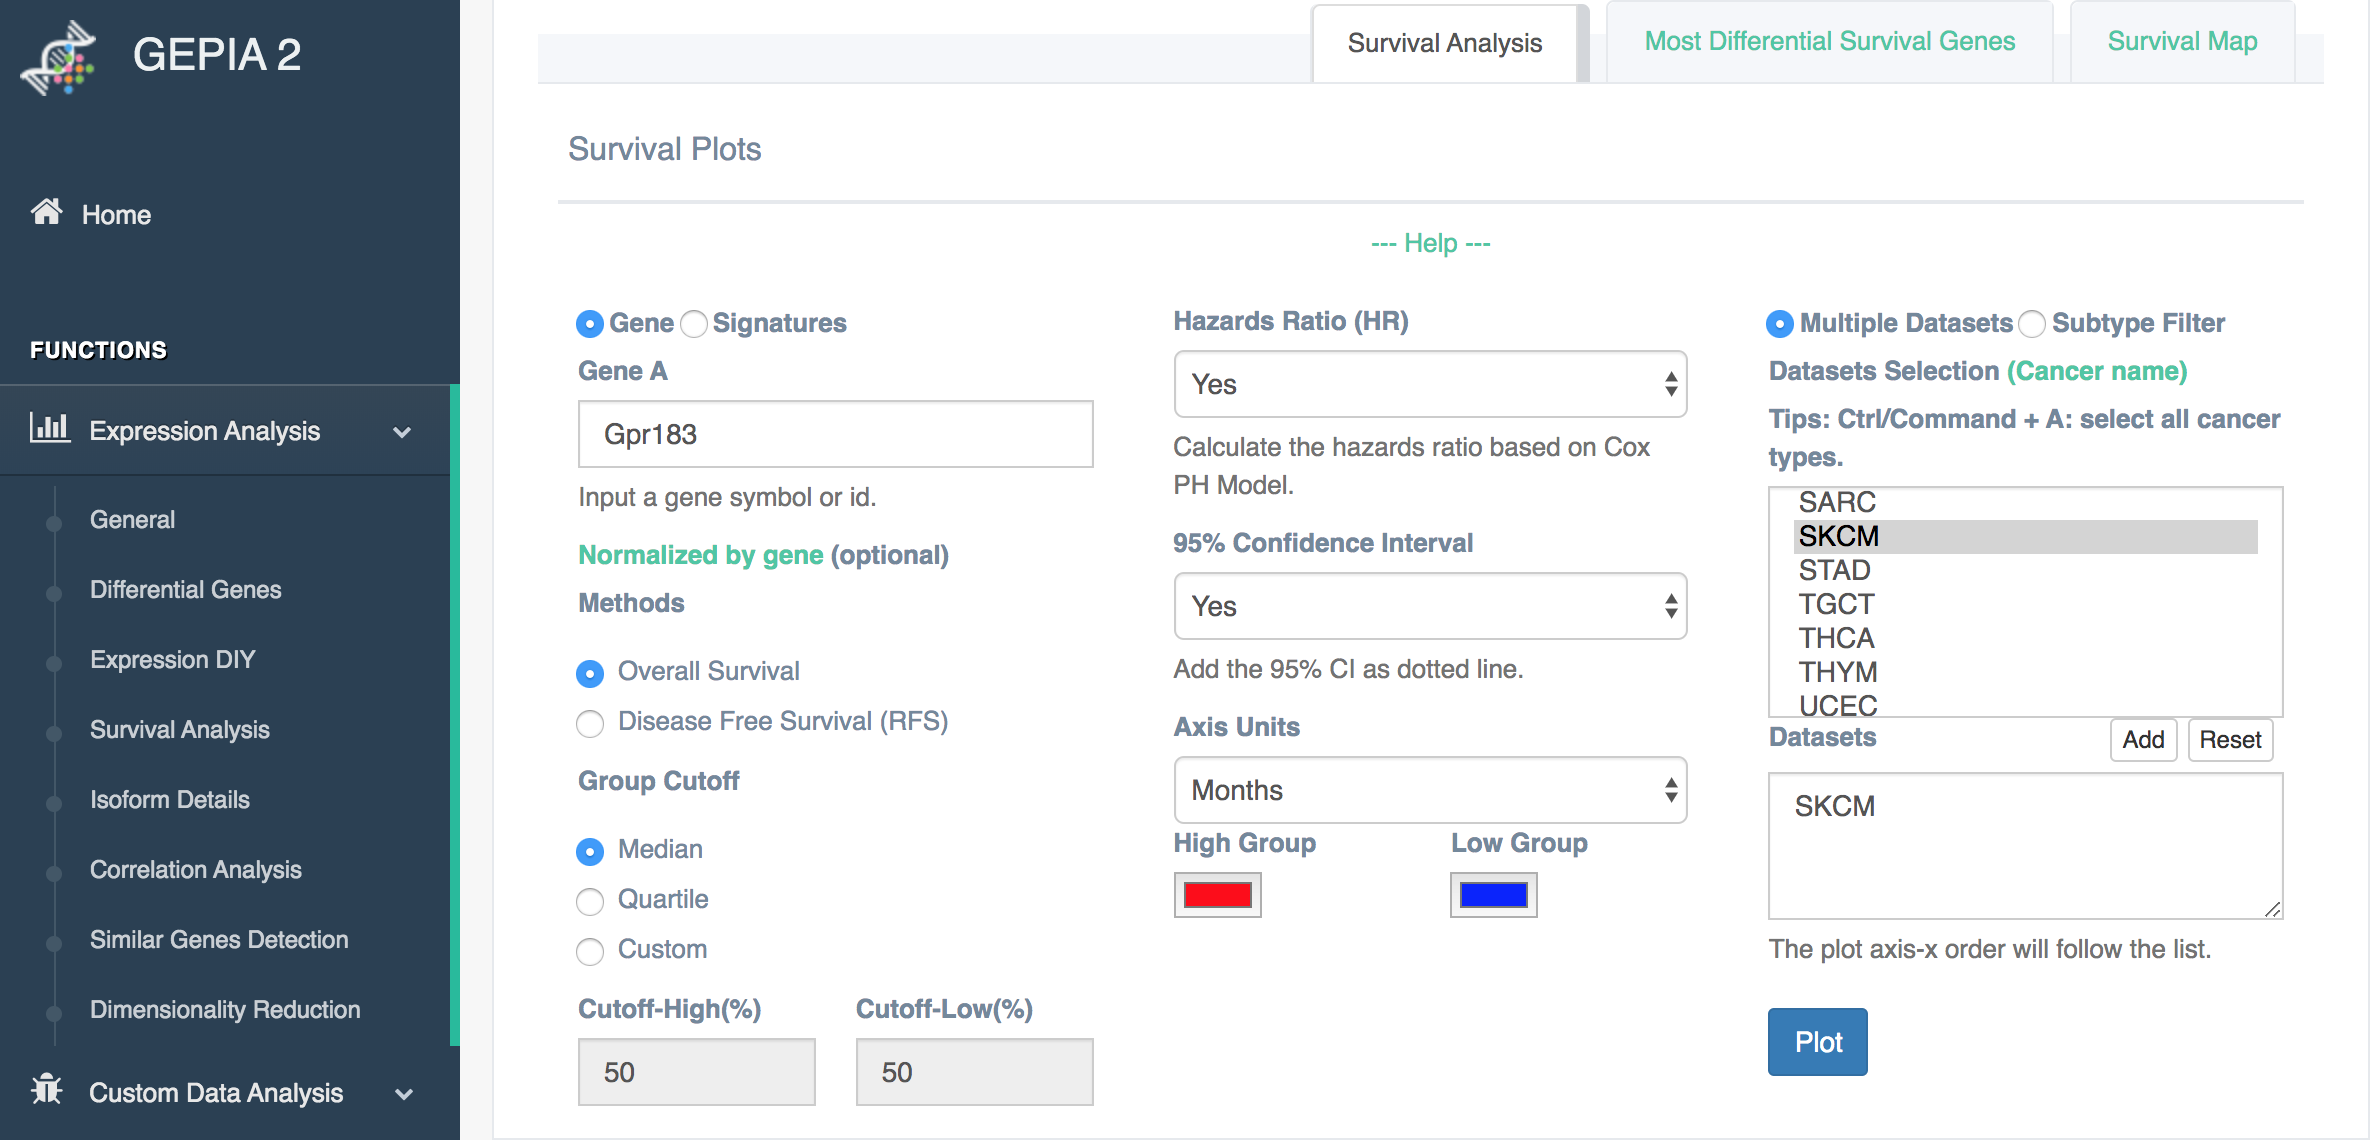 GEPIA 2
Home
FUNCTIONS
Expression Analysis
General
Differential Genes
Expression DIY
Survival Analysis
Isoform Details
Correlation Analysis
Similar Genes Detection
Dimensionality Reduction
Custom Data Analysis
Survival Analysis
Most Differential Survival Genes
Survival Map
Survival Plots
--- Help ---
Gene Signatures
Gene A
Gpr183
Input a gene symbol or id.
Normalized by gene (optional)
Methods
Overall Survival
Disease Free Survival (RFS)
Group Cutoff
Median
Quartile
Custom
Cutoff-High(%) Cutoff-Low(%)
50 50
Hazards Ratio (HR)
Yes
Calculate the hazards ratio based on Cox
PH Model.
95% Confidence Interval
Yes
Add the 95% CI as dotted line.
Axis Units
Months
High Group Low Group
Multiple Datasets Subtype Filter
Datasets Selection (Cancer name)
Tips: Ctrl/Command + A: select all cancer
types.
SARC
SKCM
STAD
TGCT
THCA
THYM
UCEC
Datasets Add Reset
SKCM
The plot axis-x order will follow the list.
Plot